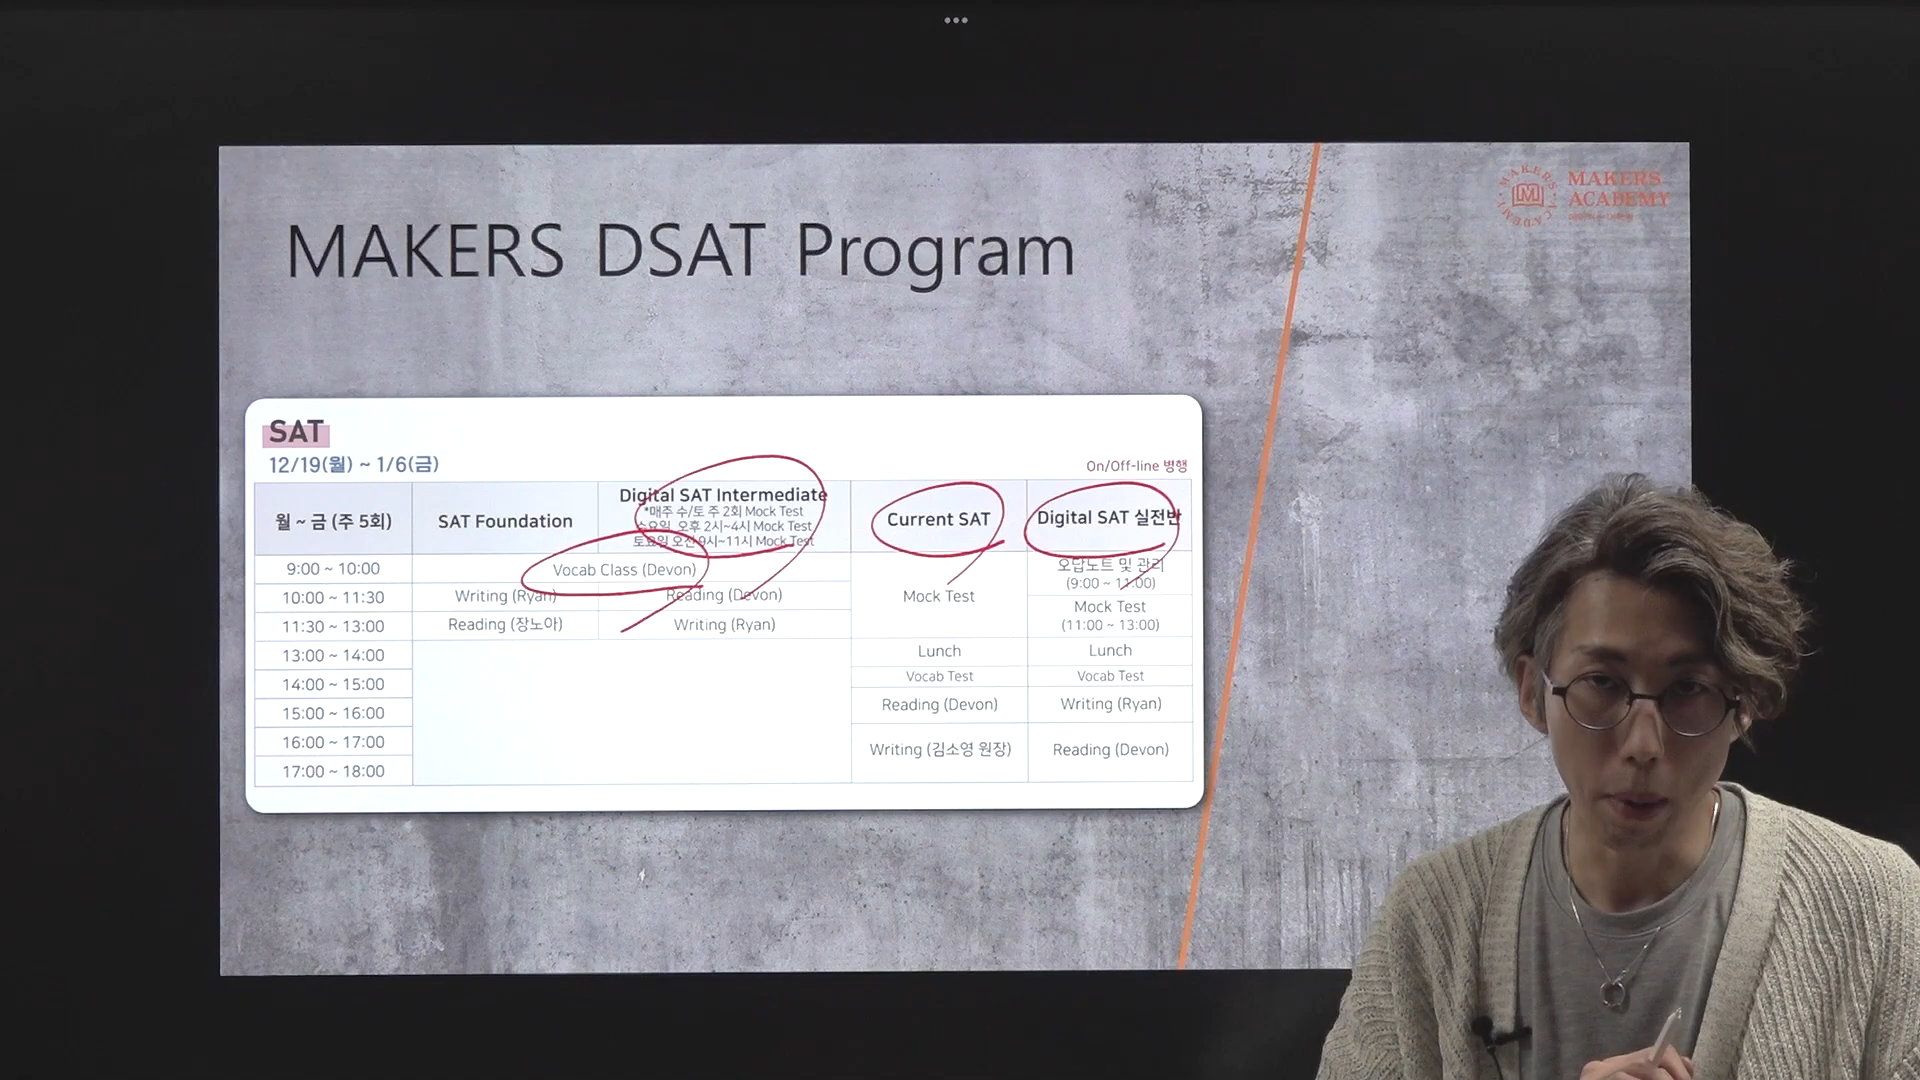 MAKERS DSAT Program
MAKERS
ACADEMY
SAT
12/19(월) ~ 1/6(금)
On/Off-line 병행
월 ~ 금 (주 5회)
SAT Foundation
Digital SAT Intermediate
*매주 수/토 주 2회 Mock Test
수요일 오후 2시~4시 Mock Test
토요일 오전 9시~11시 Mock Test
Current SAT
Digital SAT 실전반
9:00 ~ 10:00
Vocab Class (Devon)
Mock Test
오답노트 및 관리
(9:00 ~ 11:00)
10:00 ~ 11:30
Writing (Ryan)
Reading (Devon)
Mock Test
(11:00 ~ 13:00)
11:30 ~ 13:00
Reading (장노아)
Writing (Ryan)
13:00 ~ 14:00
Lunch
Lunch
14:00 ~ 15:00
Vocab Test
Vocab Test
15:00 ~ 16:00
Reading (Devon)
Writing (Ryan)
16:00 ~ 17:00
Writing (김소영 원장)
Reading (Devon)
17:00 ~ 18:00